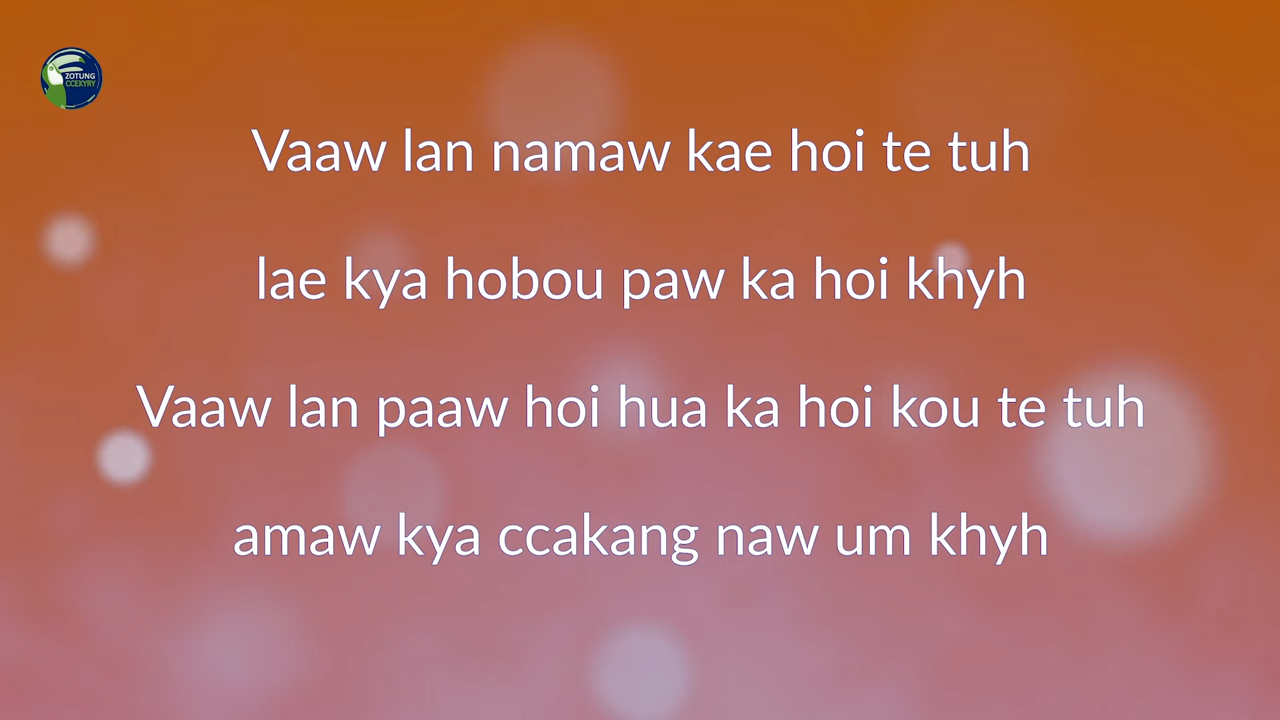 ZOTUNG
CCEKYRY
Vaaw lan namaw kae hoi te tuh
lae kya hobou paw ka hoi khyh
Vaaw lan paaw hoi hua ka hoi kou te tuh
amaw kya ccakang naw um khyh